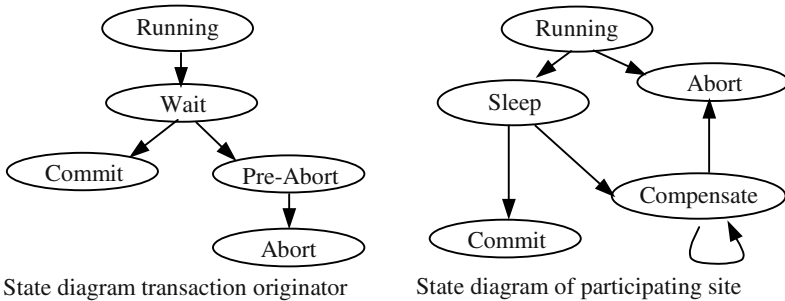 Running
Wait
Commit
Pre-Abort
Abort
State diagram transaction originator
Running
Abort
Sleep
Compensate
Commit
State diagram of participating site